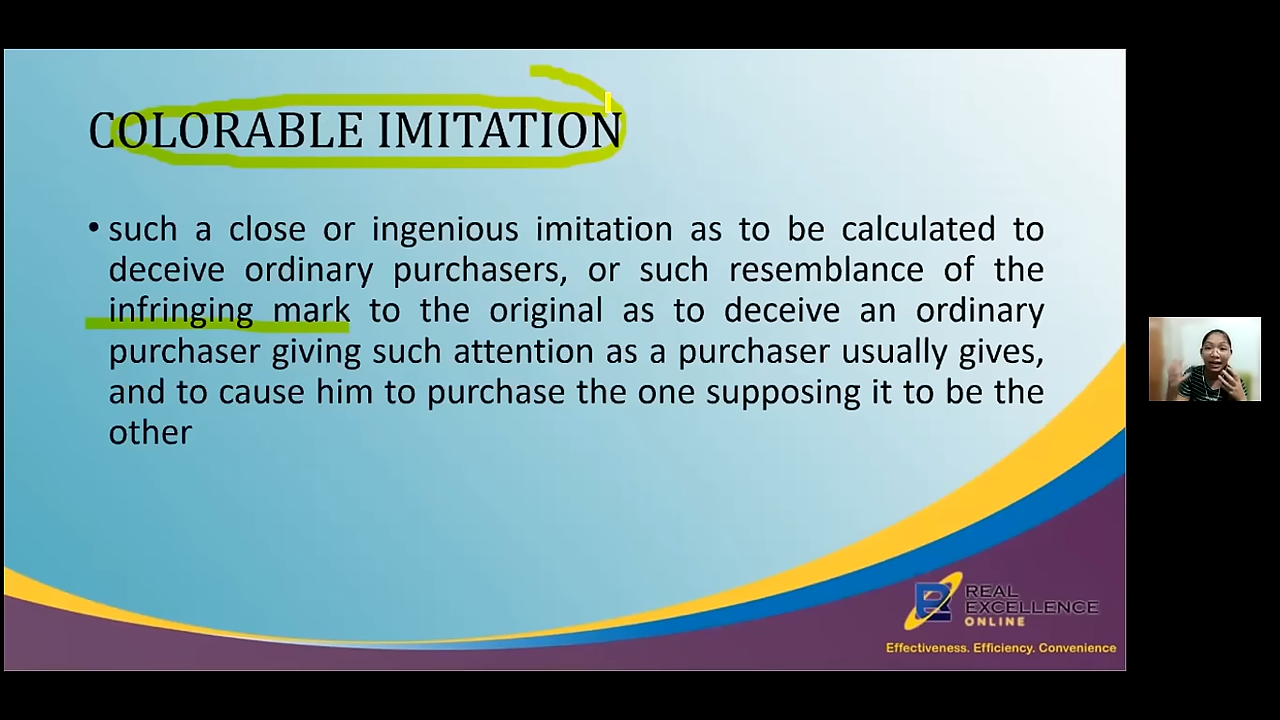 COLORABLE IMITATION
• such a close or ingenious imitation as to be calculated to
deceive ordinary purchasers, or such resemblance of the
infringing mark to the original as to deceive an ordinary
purchaser giving such attention as a purchaser usually gives,
and to cause him to purchase the one supposing it to be the
other
REAL
EXCELLENCE
ONLINE
Effectiveness. Efficiency. Convenience